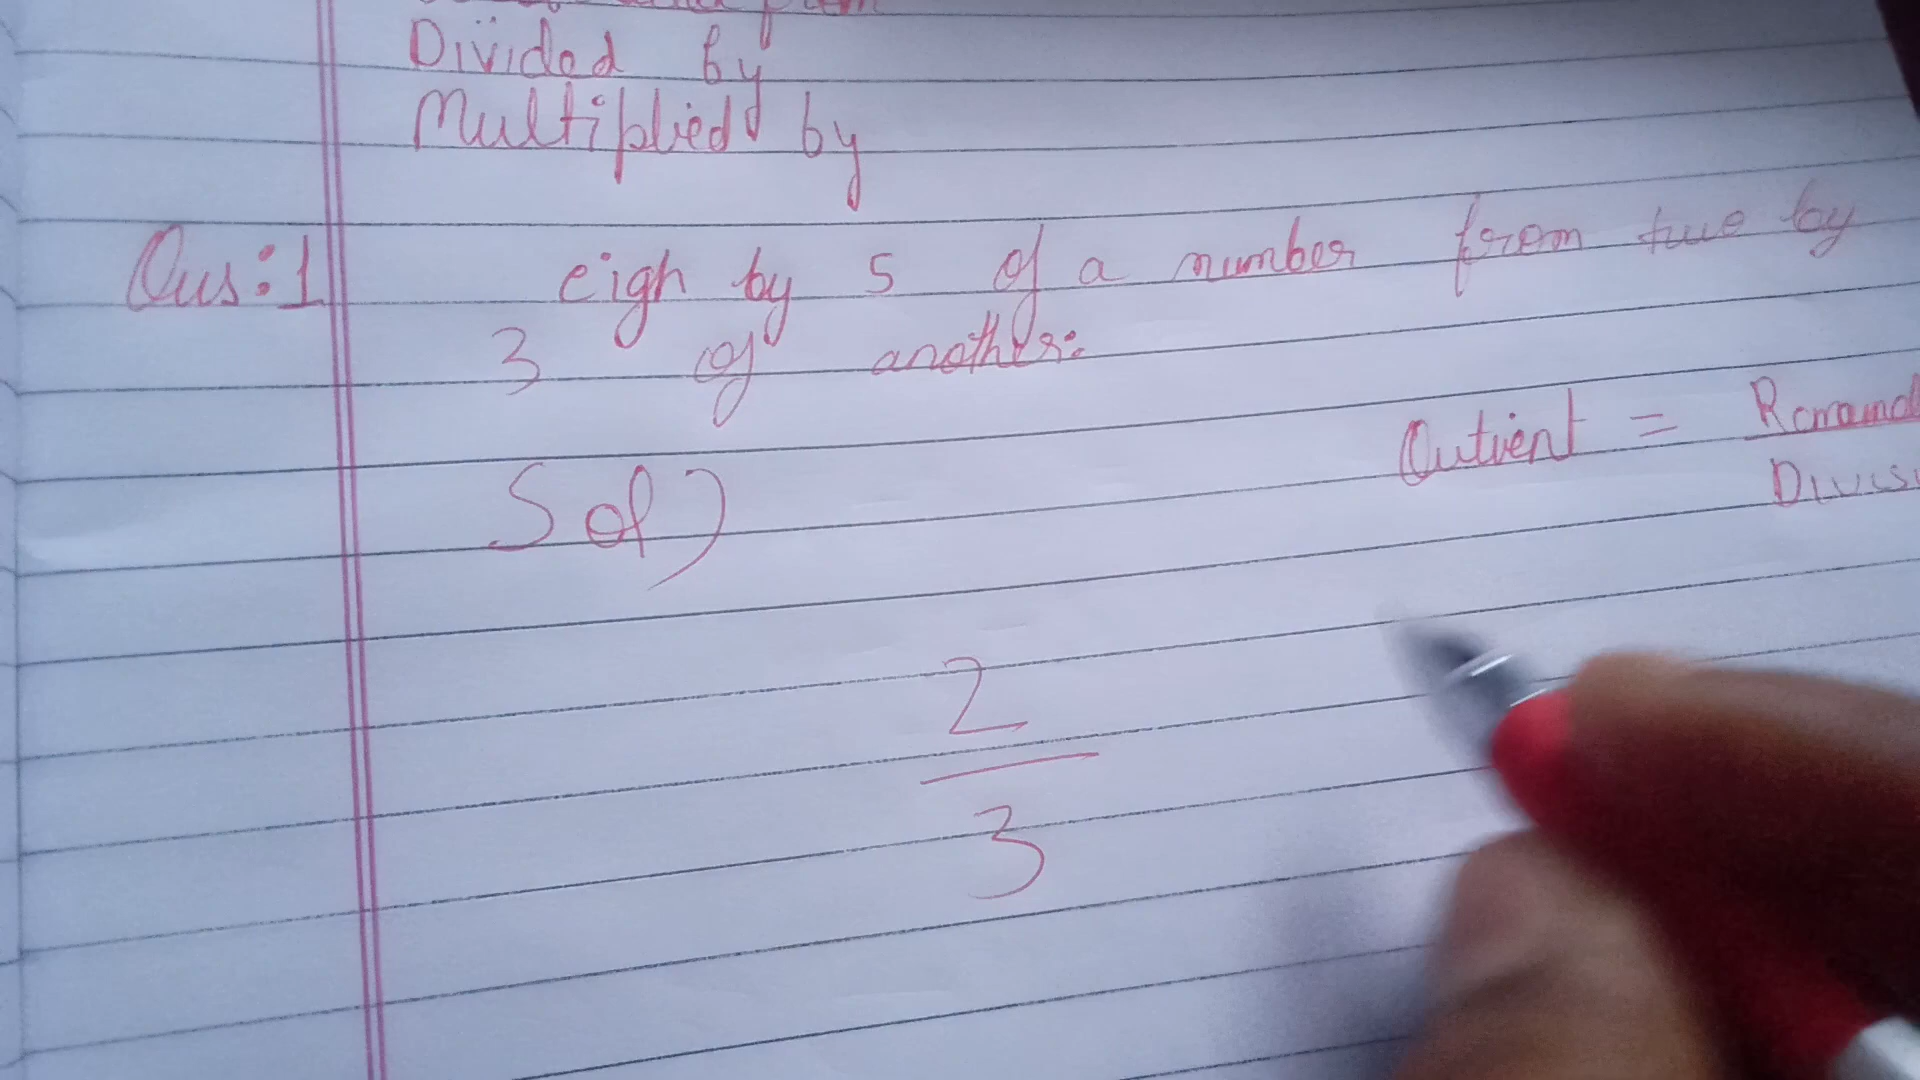 Divided by
Multiplied by
Qus:1 eigh by 5 of a number from two by
3 of another.
Qutient = Remaind
Divis
Sol)
2
3